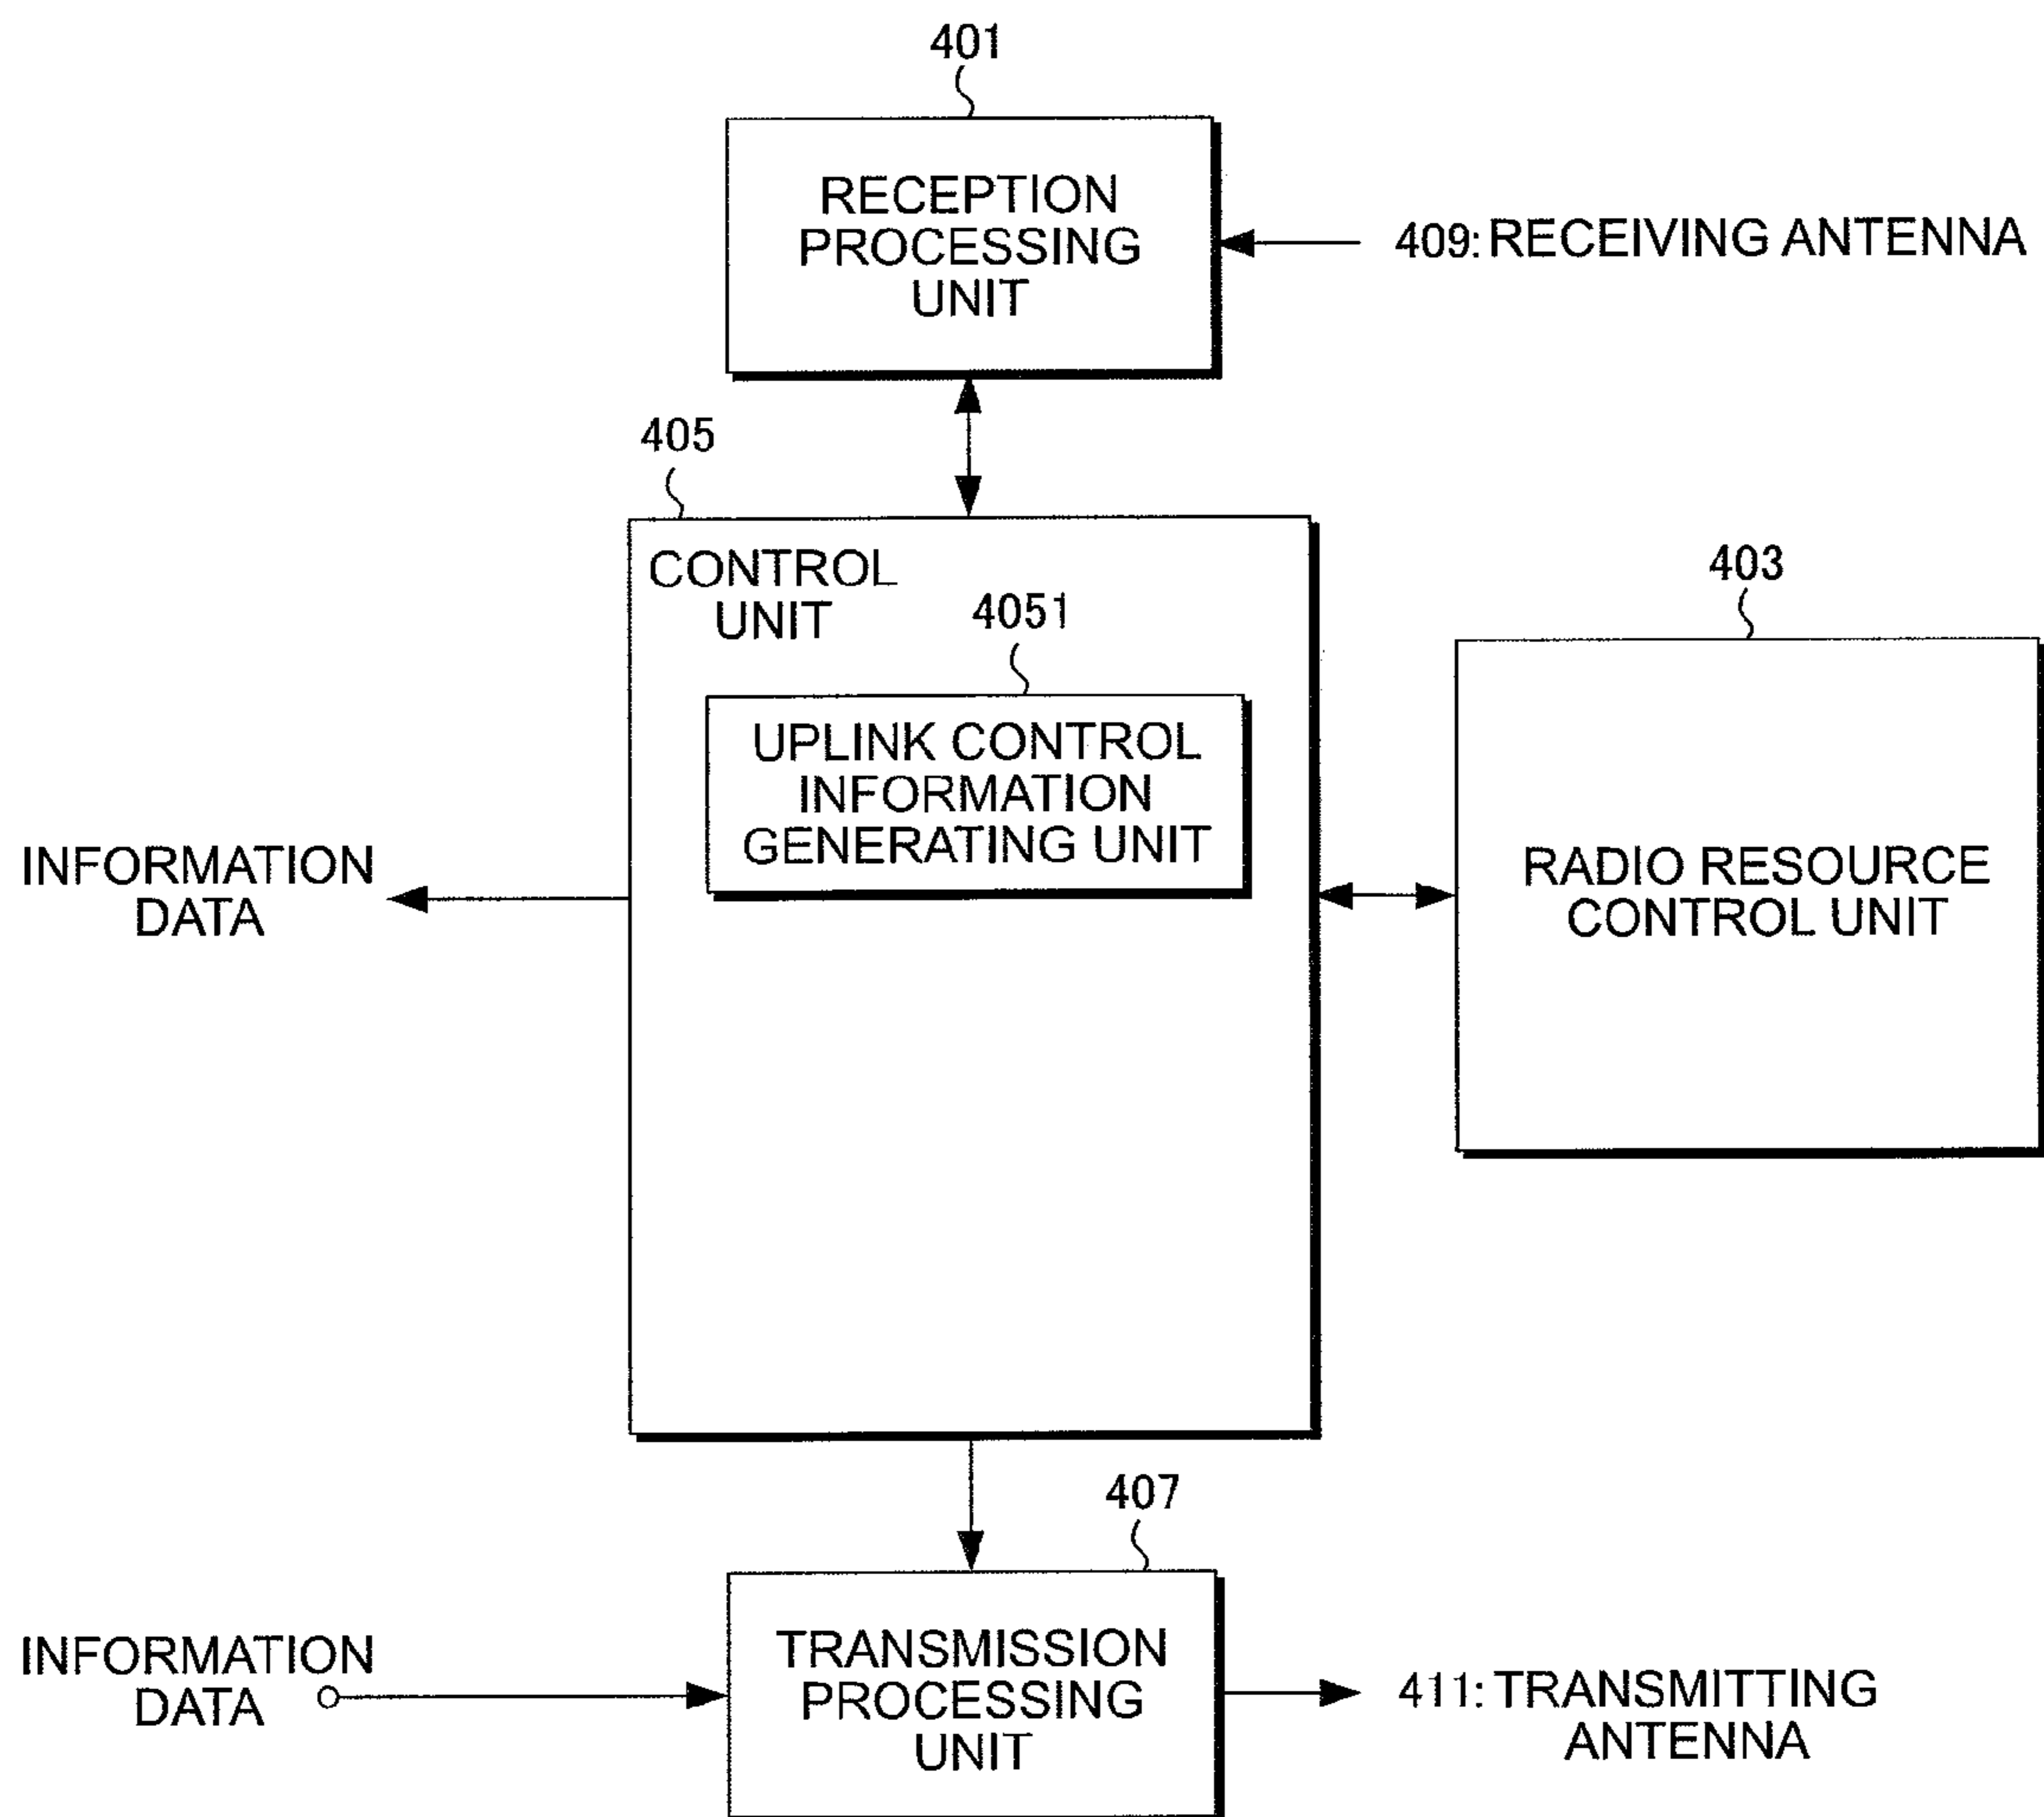 401
RECEPTION
PROCESSING
UNIT
409: RECEIVING ANTENNA
405
CONTROL
UNIT
403
4051
UPLINK CONTROL
INFORMATION
GENERATING UNIT
INFORMATION
DATA
RADIO RESOURCE
CONTROL UNIT
407
INFORMATION
DATA
TRANSMISSION
PROCESSING
UNIT
411: TRANSMITTING
ANTENNA